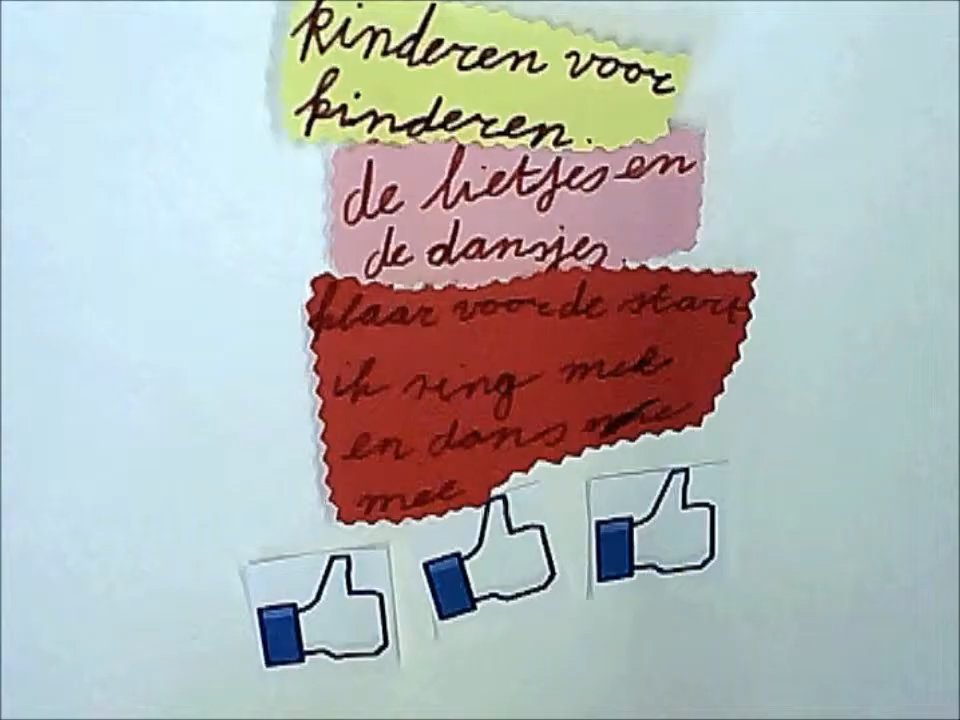 kinderen voor
kinderen.
de lietjes en
de dansjes.
klaar voor de start
ik zing mee
en dans
mee